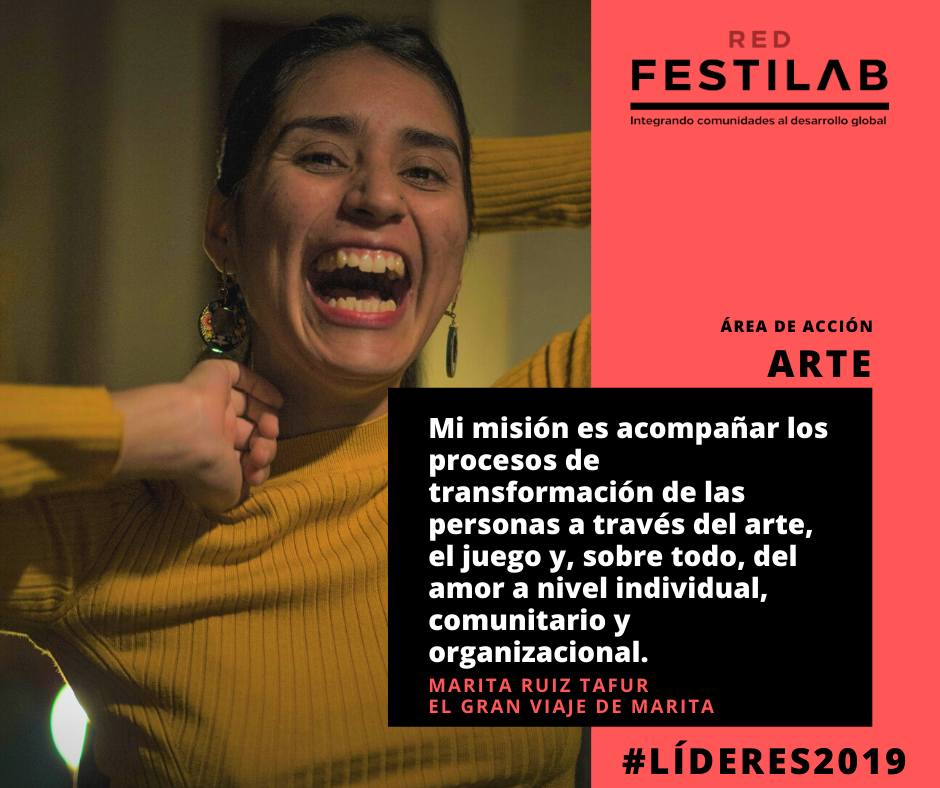 RED
FESTILAB
Integrando comunidades al desarrollo global
ÁREA DE ACCIÓN
ARTE
Mi misión es acompañar los
procesos de
transformación de las
personas a través del arte,
el juego y, sobre todo, del
amor a nivel individual,
comunitario y
organizacional.
MARITA RUIZ TAFUR
EL GRAN VIAJE DE MARITA
#LÍDERES2019